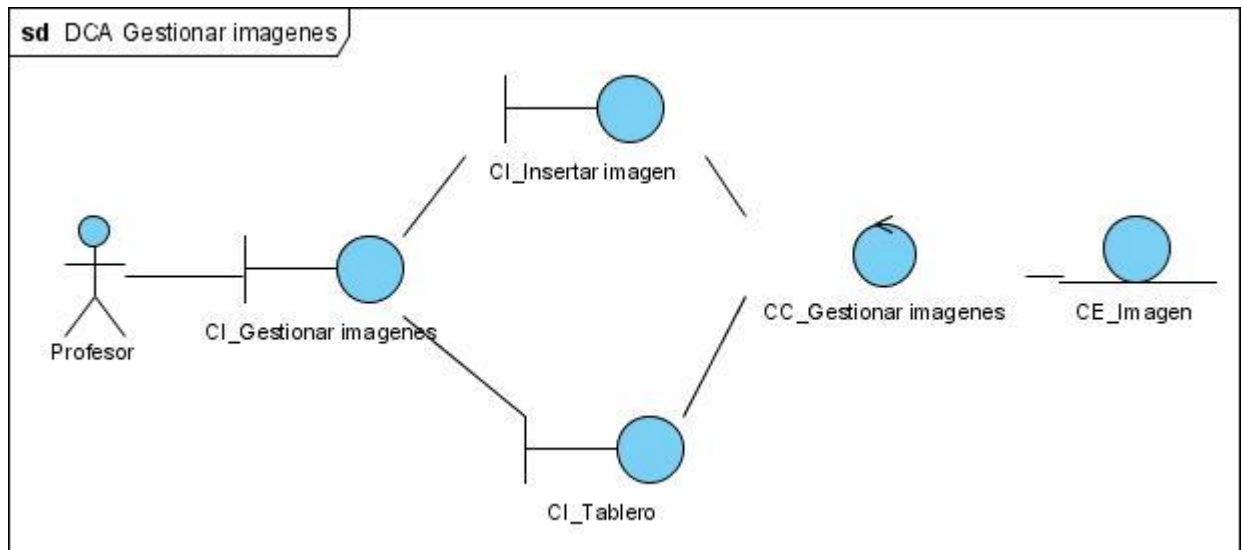 sd DCA Gestionar imagenes
CI_Insertar imagen
Profesor
CI_Gestionar imagenes
CC_Gestionar imagenes
CE_Imagen
CI_Tablero